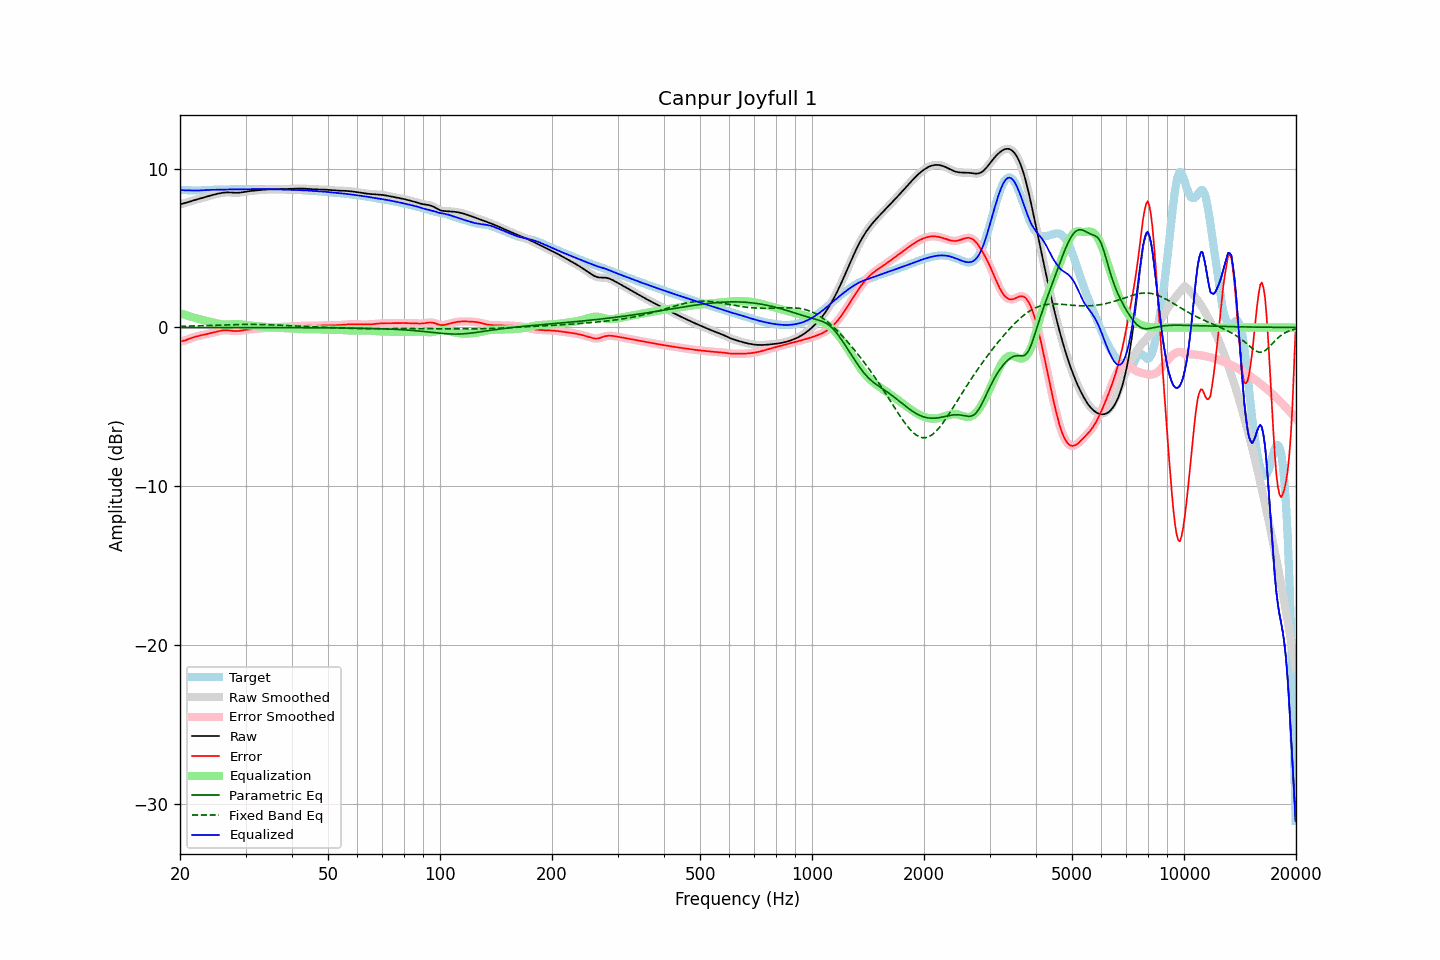 Canpur Joyfull 1
Amplitude (dBr)
10
0
−10
−20
−30
Target
Raw Smoothed
Error Smoothed
Raw
Error
Equalization
Parametric Eq
Fixed Band Eq
Equalized
20 50 100 200 500 1000 2000 5000 10000 20000
Frequency (Hz)